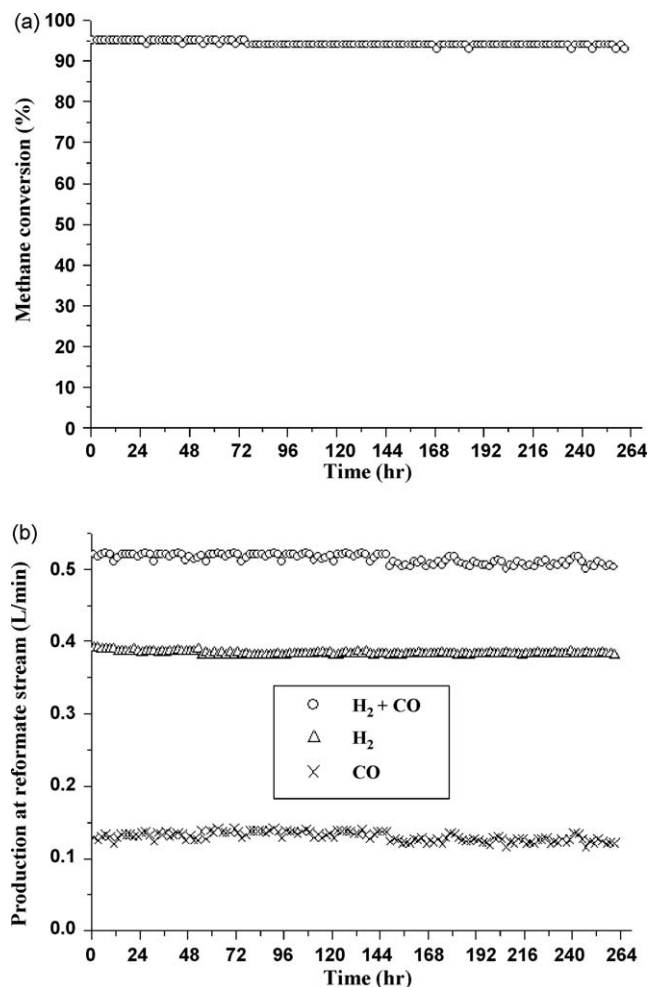 (a)
100
90
80
70
60
50
40
30
20
10
0
Methane conversion (%)
0 24 48 72 96 120 144 168 192 216 240 264
Time (hr)
(b)
0.5
0.4
0.3
0.2
0.1
0.0
Production at reformate stream (L/min)
H₂ + CO
H₂
CO
0 24 48 72 96 120 144 168 192 216 240 264
Time (hr)